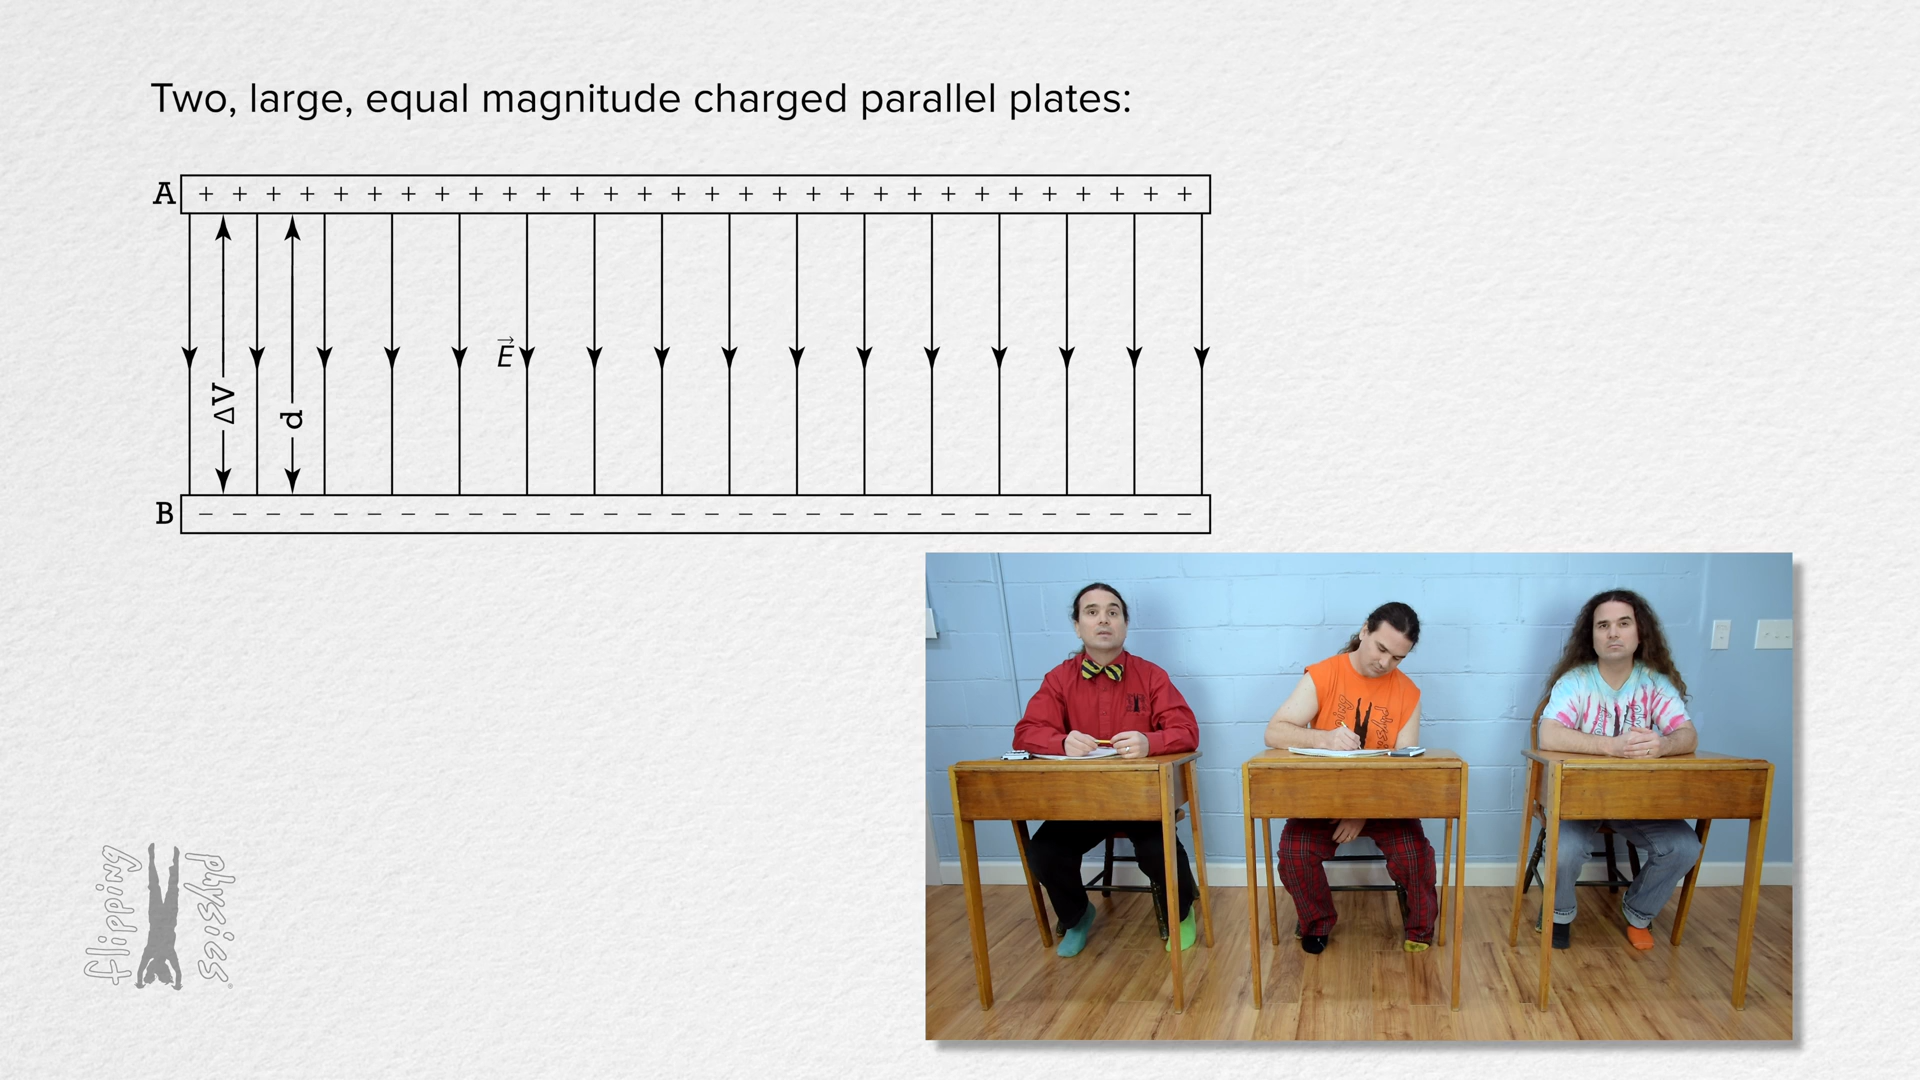 Two, large, equal magnitude charged parallel plates:
A + + + + + + + + + + + + + + + + + + + + + + + + + + + + + +
ΔV
d
E⃗
B − − − − − − − − − − − − − − − − − − − − − − − − − − − − − −
flipping
physics